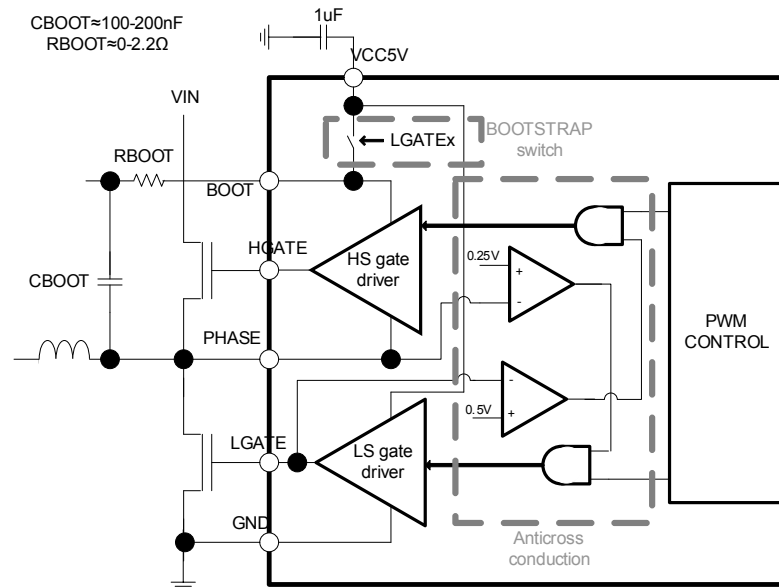 CBOOT≈100-200nF
RBOOT≈0-2.2Ω
1uF
VCC5V
VIN
BOOTSTRAP
switch
LGATEx
RBOOT
BOOT
HGATE
HS gate
driver
0.25V
+
-
CBOOT
PHASE
PWM
CONTROL
-
0.5V
+
LGATE
LS gate
driver
GND
Anticross
conduction